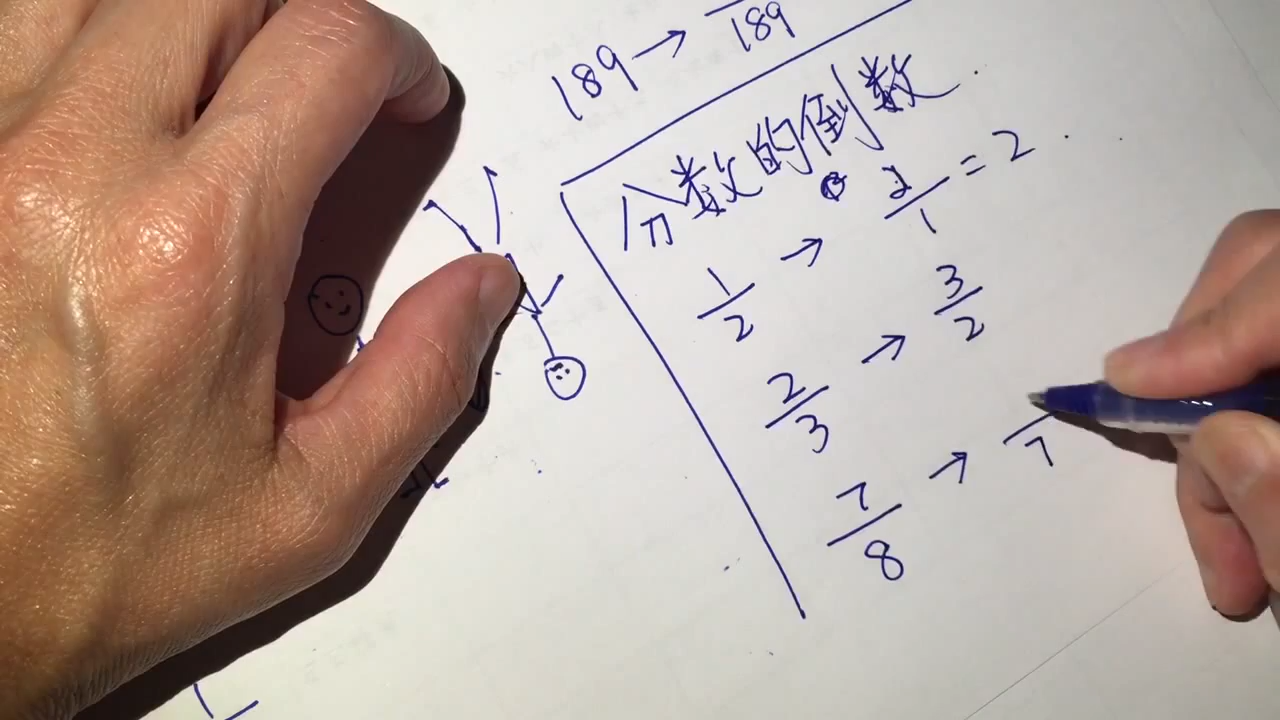 189 → —/189
分数的倒数
1/2 → 2/1 = 2
2/3 → 3/2
7/8 → —/7